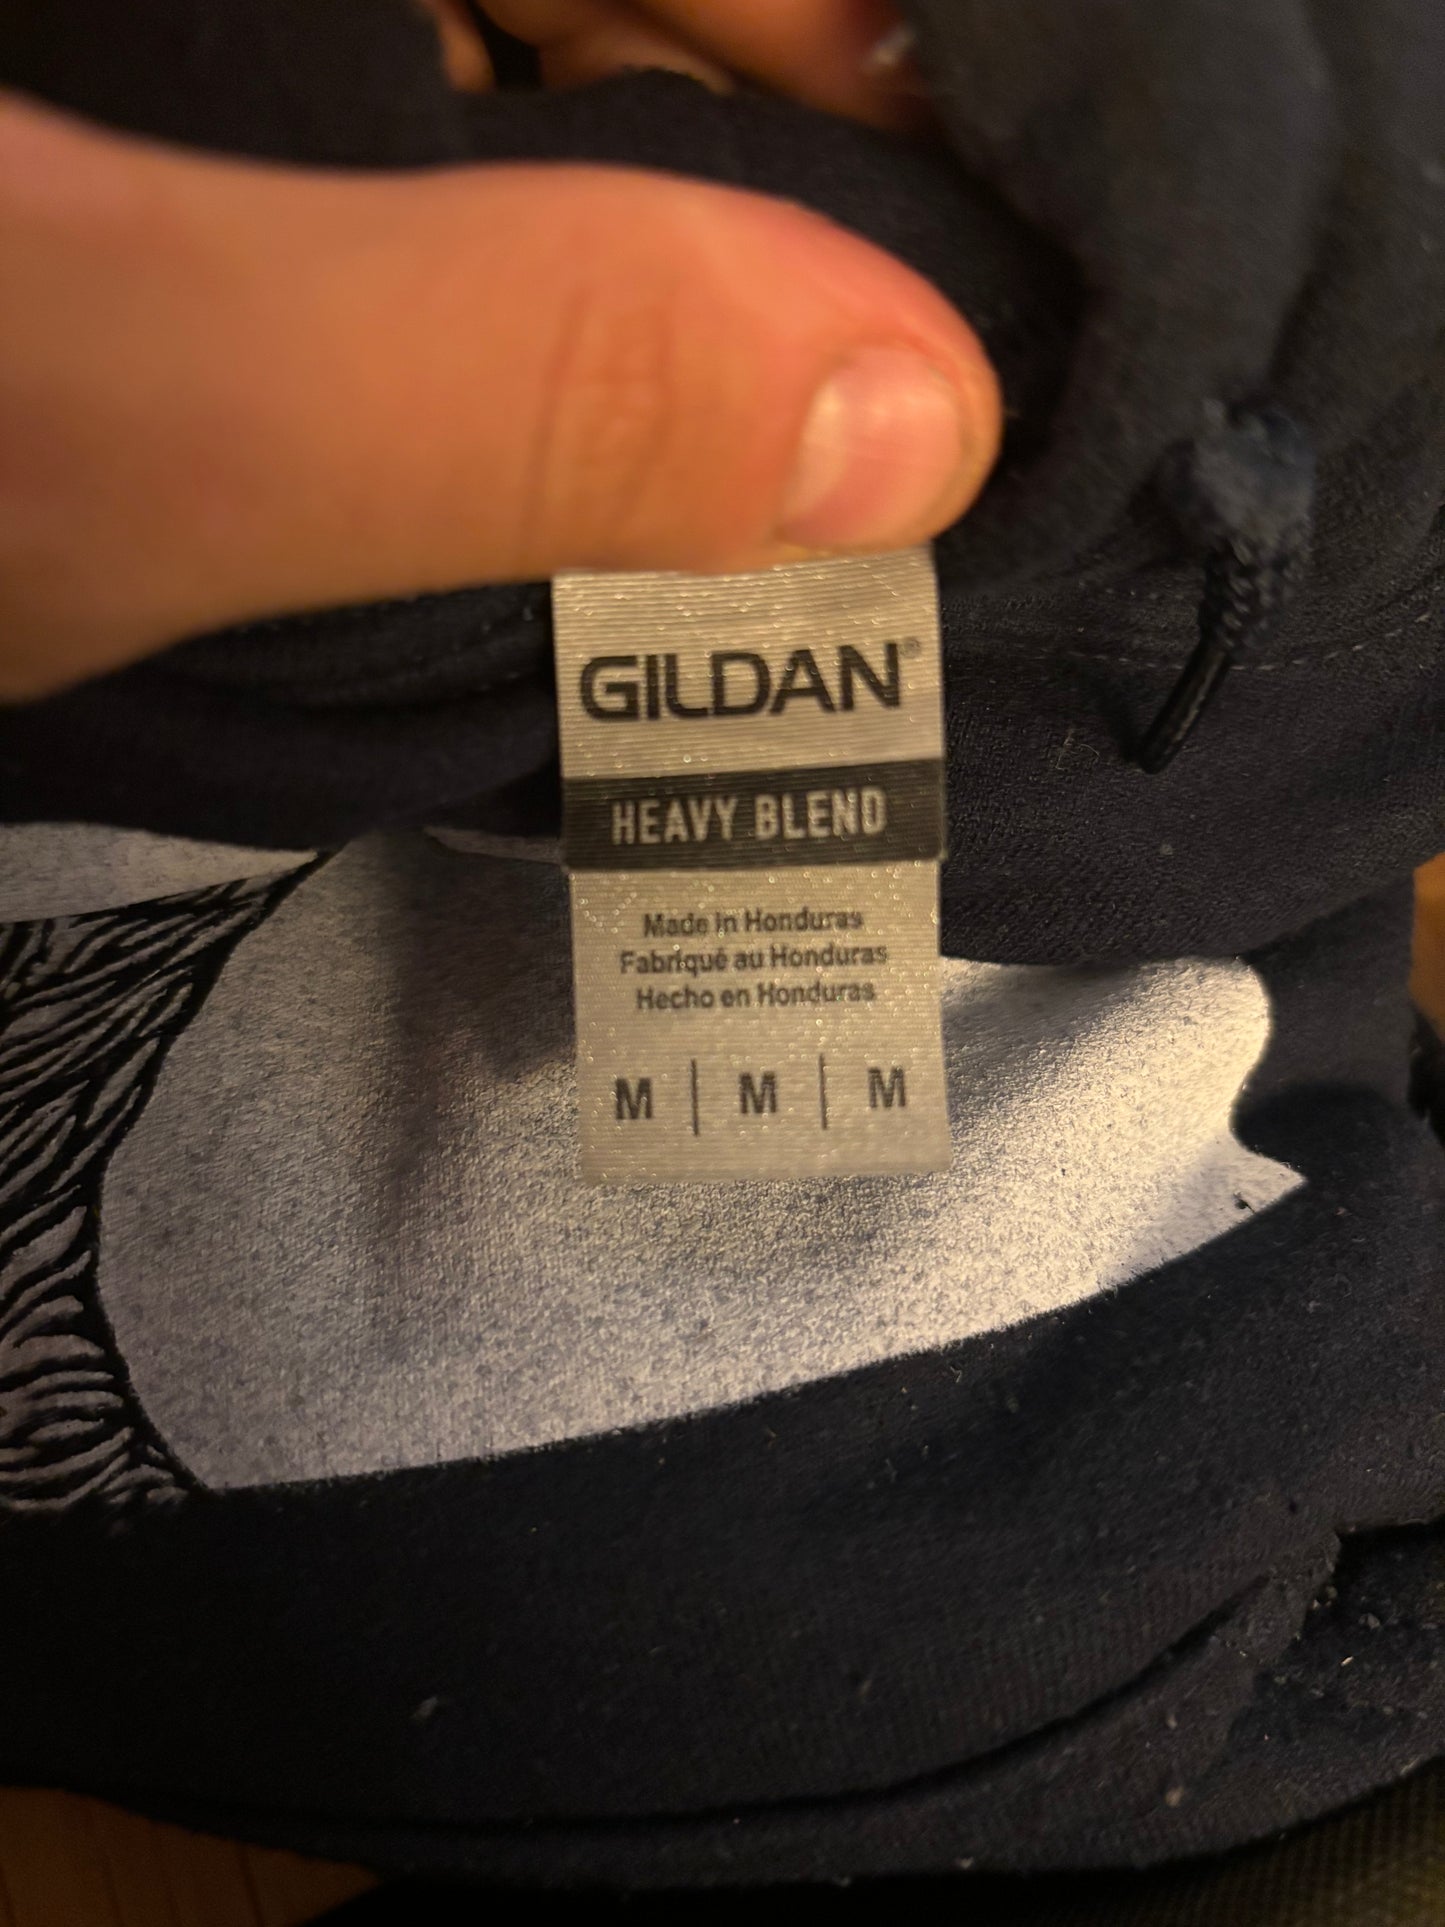 GILDAN®
HEAVY BLEND
Made in Honduras
Fabriqué au Honduras
Hecho en Honduras
M | M | M